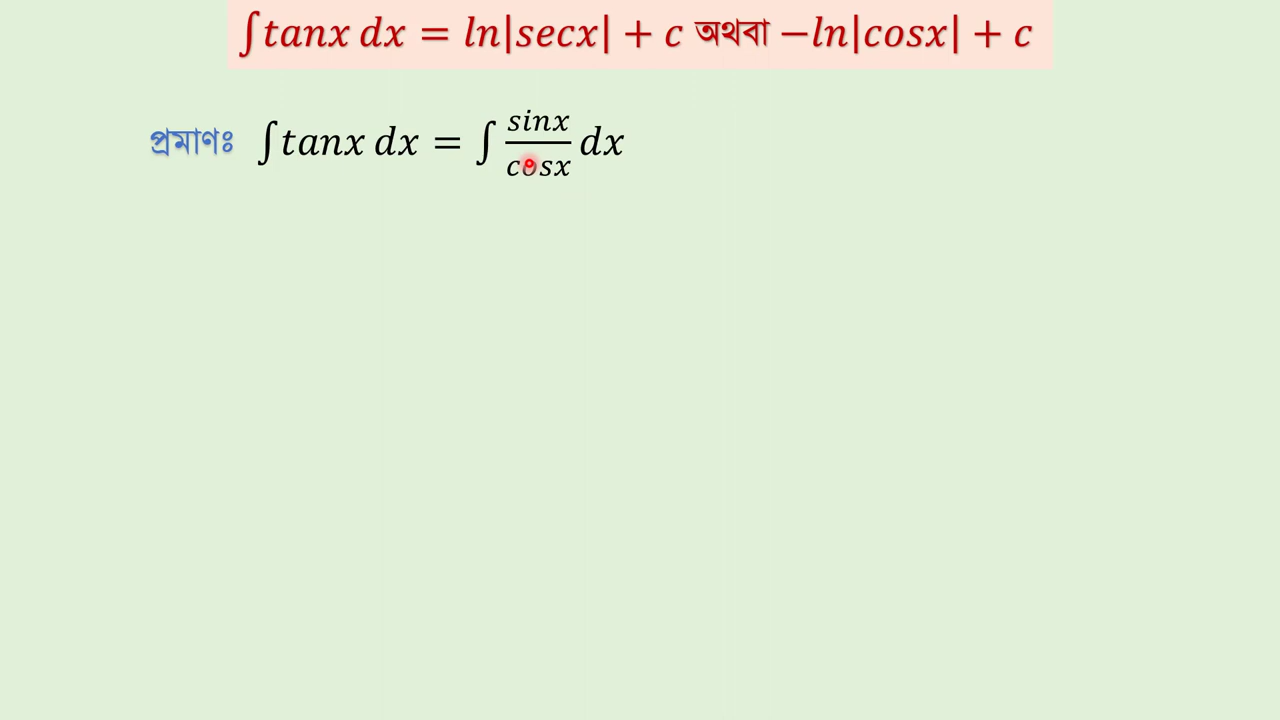 ∫tanx dx = ln|secx| + c অথবা −ln|cosx| + c
প্রমাণঃ ∫tanx dx = ∫ sinx/cosx dx